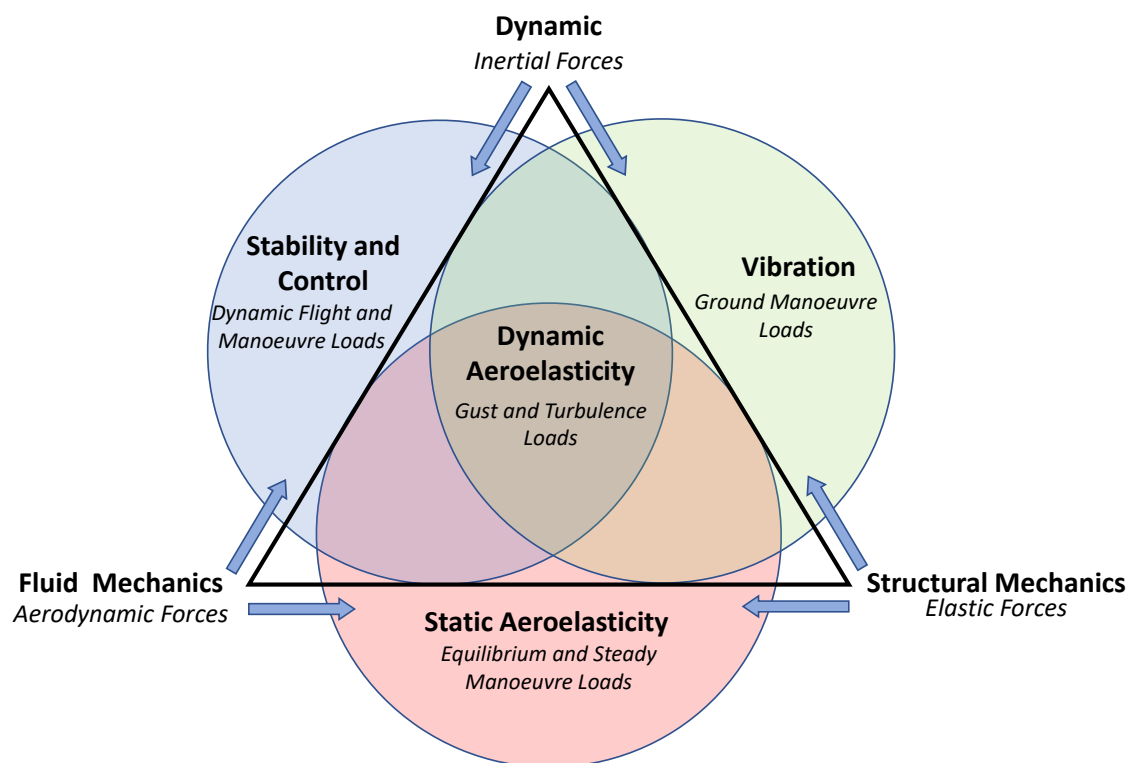 Dynamic
Inertial Forces
Stability and
Control
Dynamic Flight and
Manoeuvre Loads
Vibration
Ground Manoeuvre
Loads
Dynamic
Aeroelasticity
Gust and Turbulence
Loads
Fluid  Mechanics
Aerodynamic Forces
Structural Mechanics
Elastic Forces
Static Aeroelasticity
Equilibrium and Steady
Manoeuvre Loads